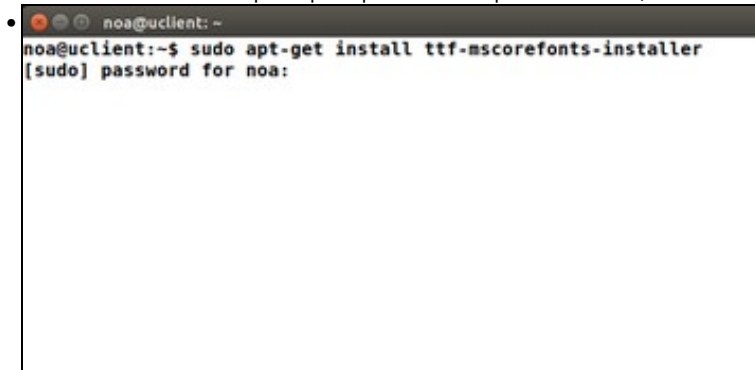 noa@uclient: ~
noa@uclient:~$ sudo apt-get install ttf-mscorefonts-installer
[sudo] password for noa: